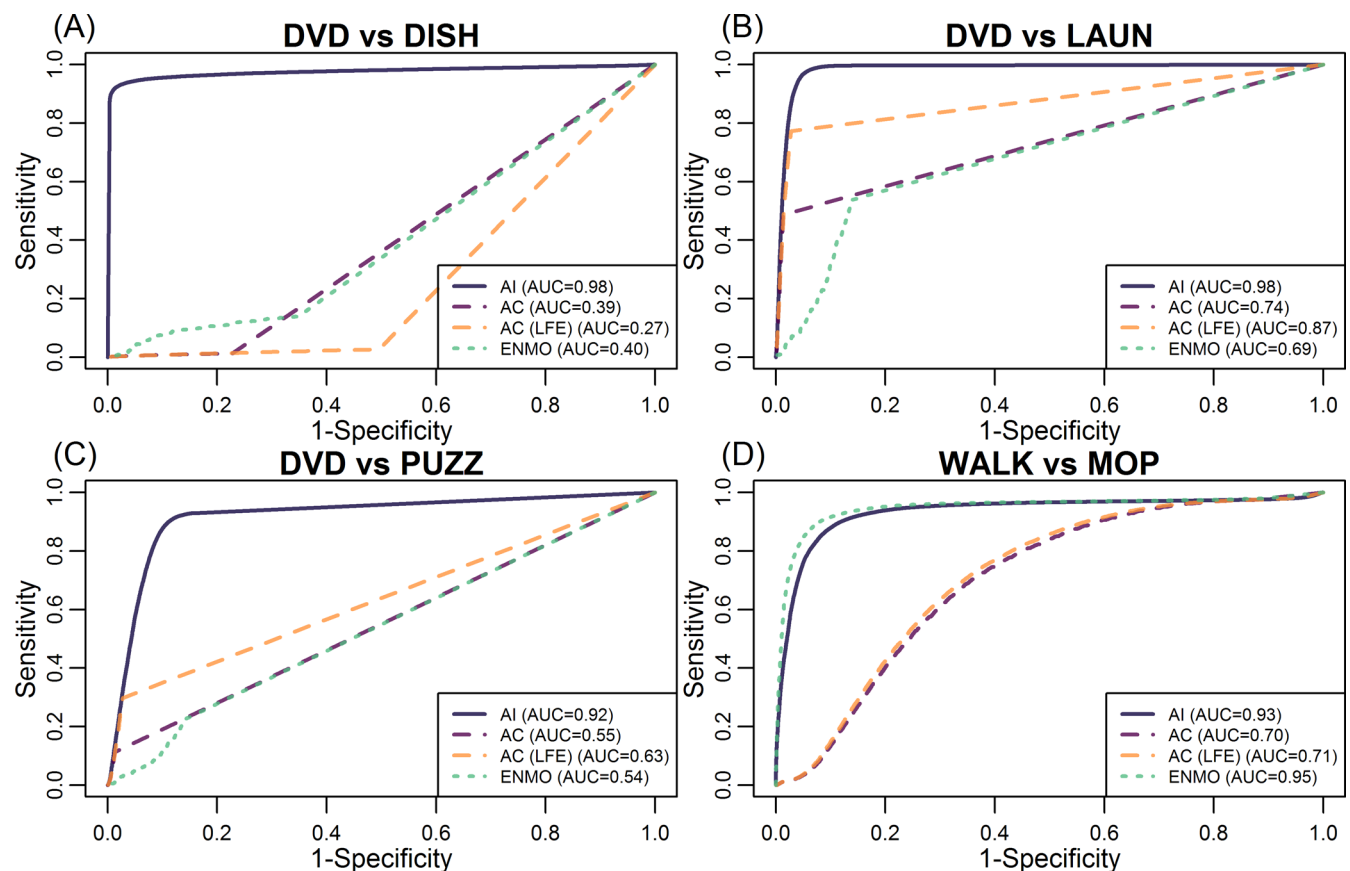 (A)
DVD vs DISH
Sensitivity
0.0 0.2 0.4 0.6 0.8 1.0
AI (AUC=0.98)
AC (AUC=0.39)
AC (LFE) (AUC=0.27)
ENMO (AUC=0.40)
0.0 0.2 0.4 0.6 0.8 1.0
1-Specificity
(B)
DVD vs LAUN
Sensitivity
0.0 0.2 0.4 0.6 0.8 1.0
AI (AUC=0.98)
AC (AUC=0.74)
AC (LFE) (AUC=0.87)
ENMO (AUC=0.69)
0.0 0.2 0.4 0.6 0.8 1.0
1-Specificity
(C)
DVD vs PUZZ
Sensitivity
0.0 0.2 0.4 0.6 0.8 1.0
AI (AUC=0.92)
AC (AUC=0.55)
AC (LFE) (AUC=0.63)
ENMO (AUC=0.54)
0.0 0.2 0.4 0.6 0.8 1.0
1-Specificity
(D)
WALK vs MOP
Sensitivity
0.0 0.2 0.4 0.6 0.8 1.0
AI (AUC=0.93)
AC (AUC=0.70)
AC (LFE) (AUC=0.71)
ENMO (AUC=0.95)
0.0 0.2 0.4 0.6 0.8 1.0
1-Specificity